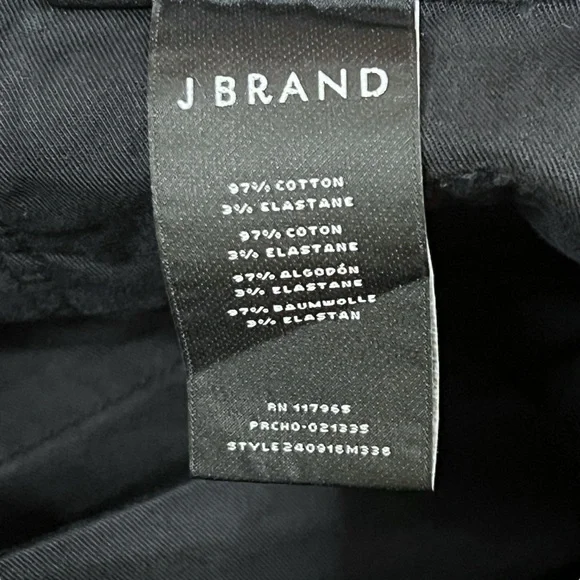 J BRAND
97% COTTON
3% ELASTANE
97% COTON
3% ELASTANE
97% ALGODÓN
3% ELASTANE
97% BAUMWOLLE
3% ELASTAN
RN 117965
PRCHO-021335
STYLE240916M336